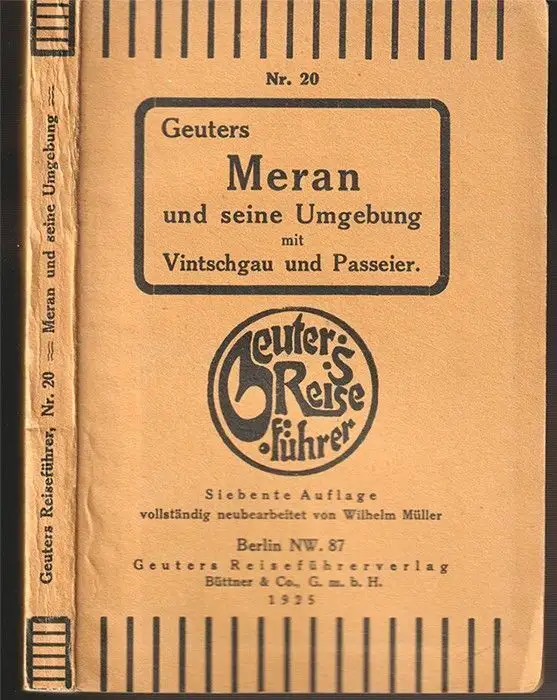 Geuters Reiseführer, Nr. 20 = Meran und seine Umgebung =
Nr. 20
Geuters
Meran
und seine Umgebung
mit
Vintschgau und Passeier.
Geuter's
Reise
führer
Siebente Auflage
vollständig neubearbeitet von Wilhelm Müller
Berlin NW. 87
Geuters Reiseführerverlag
Büttner & Co., G. m. b. H.
1925